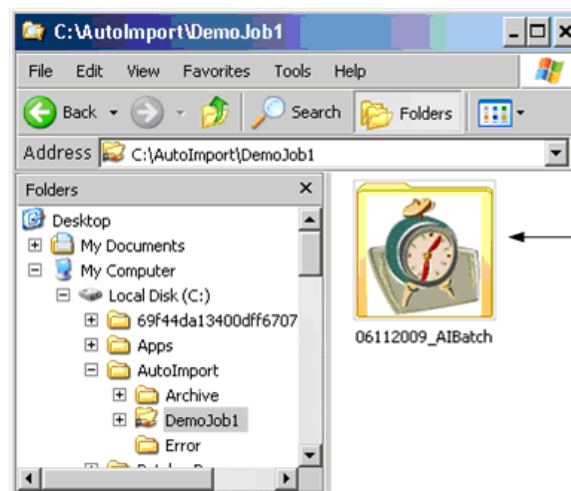 C:\AutoImport\DemoJob1
File Edit View Favorites Tools Help
Back Search Folders
Address C:\AutoImport\DemoJob1
Folders
Desktop
My Documents
My Computer
Local Disk (C:)
69f44da13400dff6707
Apps
AutoImport
Archive
DemoJob1
Error
06112009_AIBatch